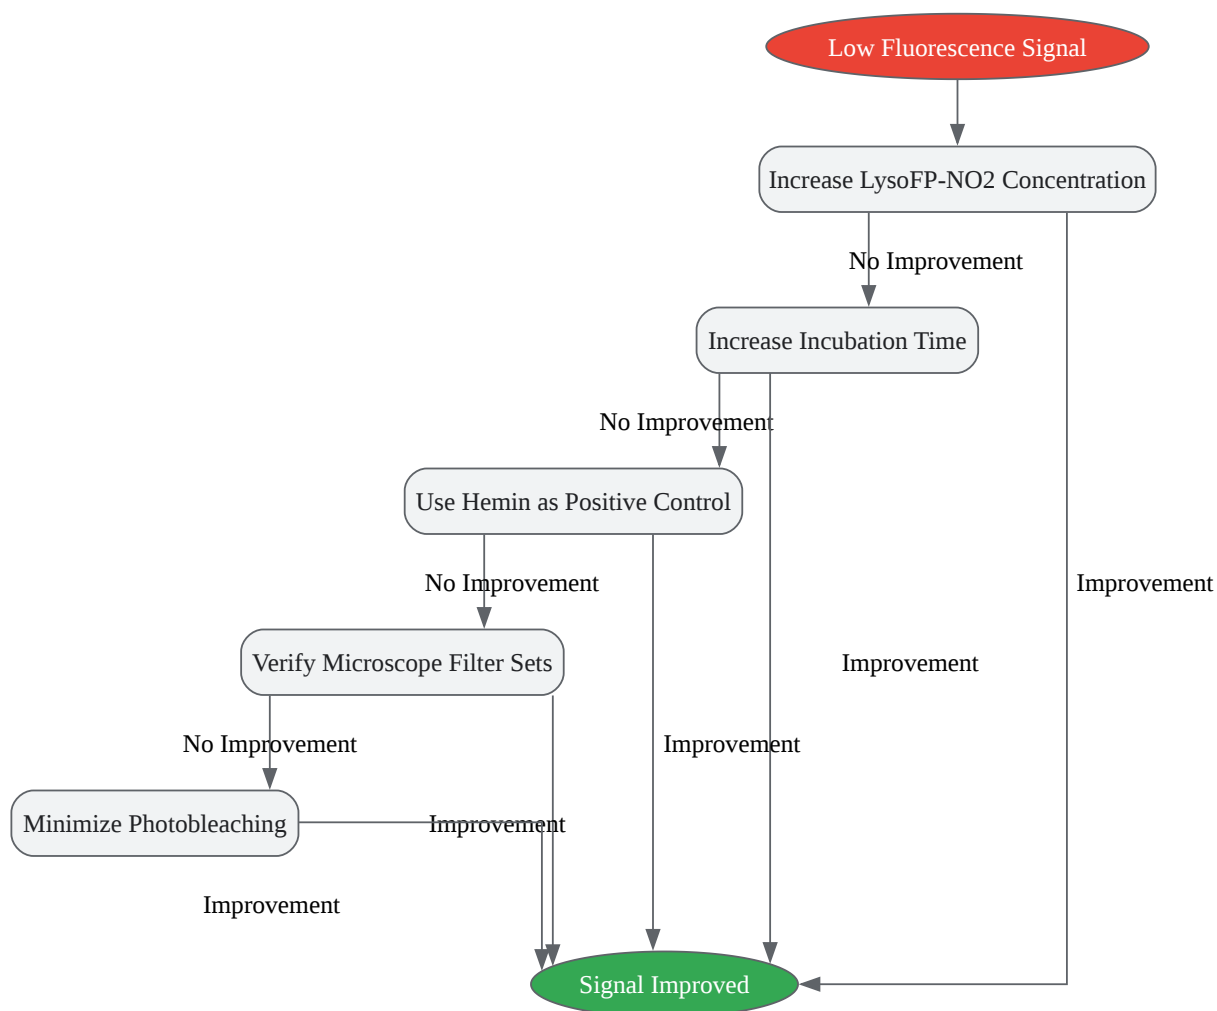 Low Fluorescence Signal
Increase LysoFP-NO2 Concentration
No Improvement
Increase Incubation Time
No Improvement
Use Hemin as Positive Control
No Improvement
Improvement
Verify Microscope Filter Sets
Improvement
No Improvement
Improvement
Minimize Photobleaching
Improvement
Improvement
Signal Improved